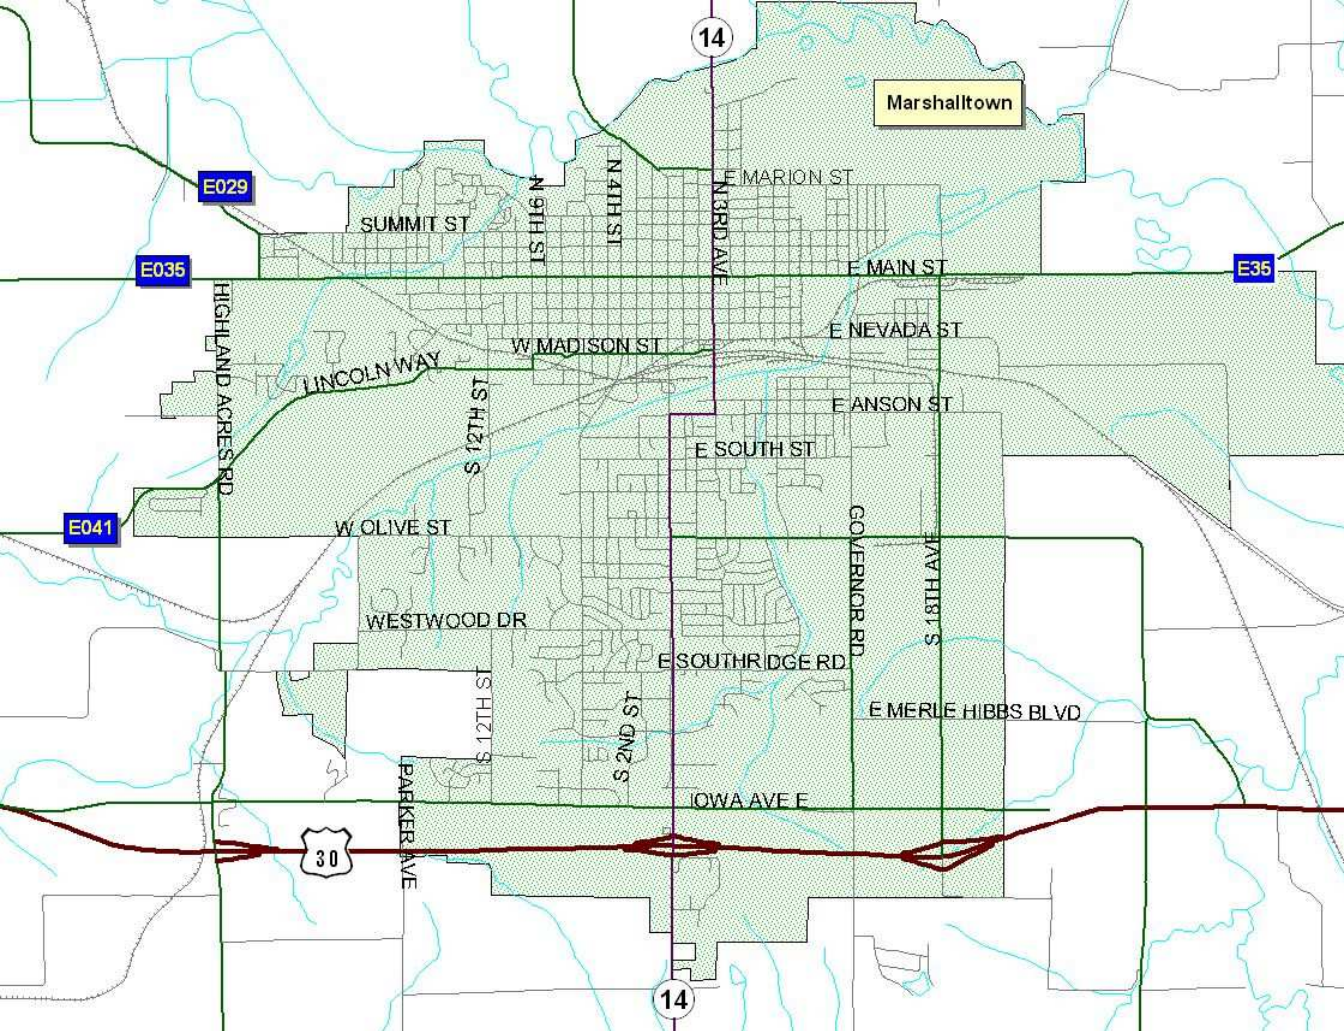 14
Marshalltown
E MARION ST
N 4TH ST
N 9TH ST
N 3RD AVE
E029
SUMMIT ST
E035
E MAIN ST
E35
HIGHLAND ACRES RD
E NEVADA ST
W MADISON ST
LINCOLN WAY
S 12TH ST
E ANSON ST
E SOUTH ST
E041
W OLIVE ST
GOVERNOR RD
S 18TH AVE
WESTWOOD DR
E SOUTHRIDGE RD
S 12TH ST
S 2ND ST
E MERLE HIBBS BLVD
PARKER AVE
IOWA AVE E
30
14